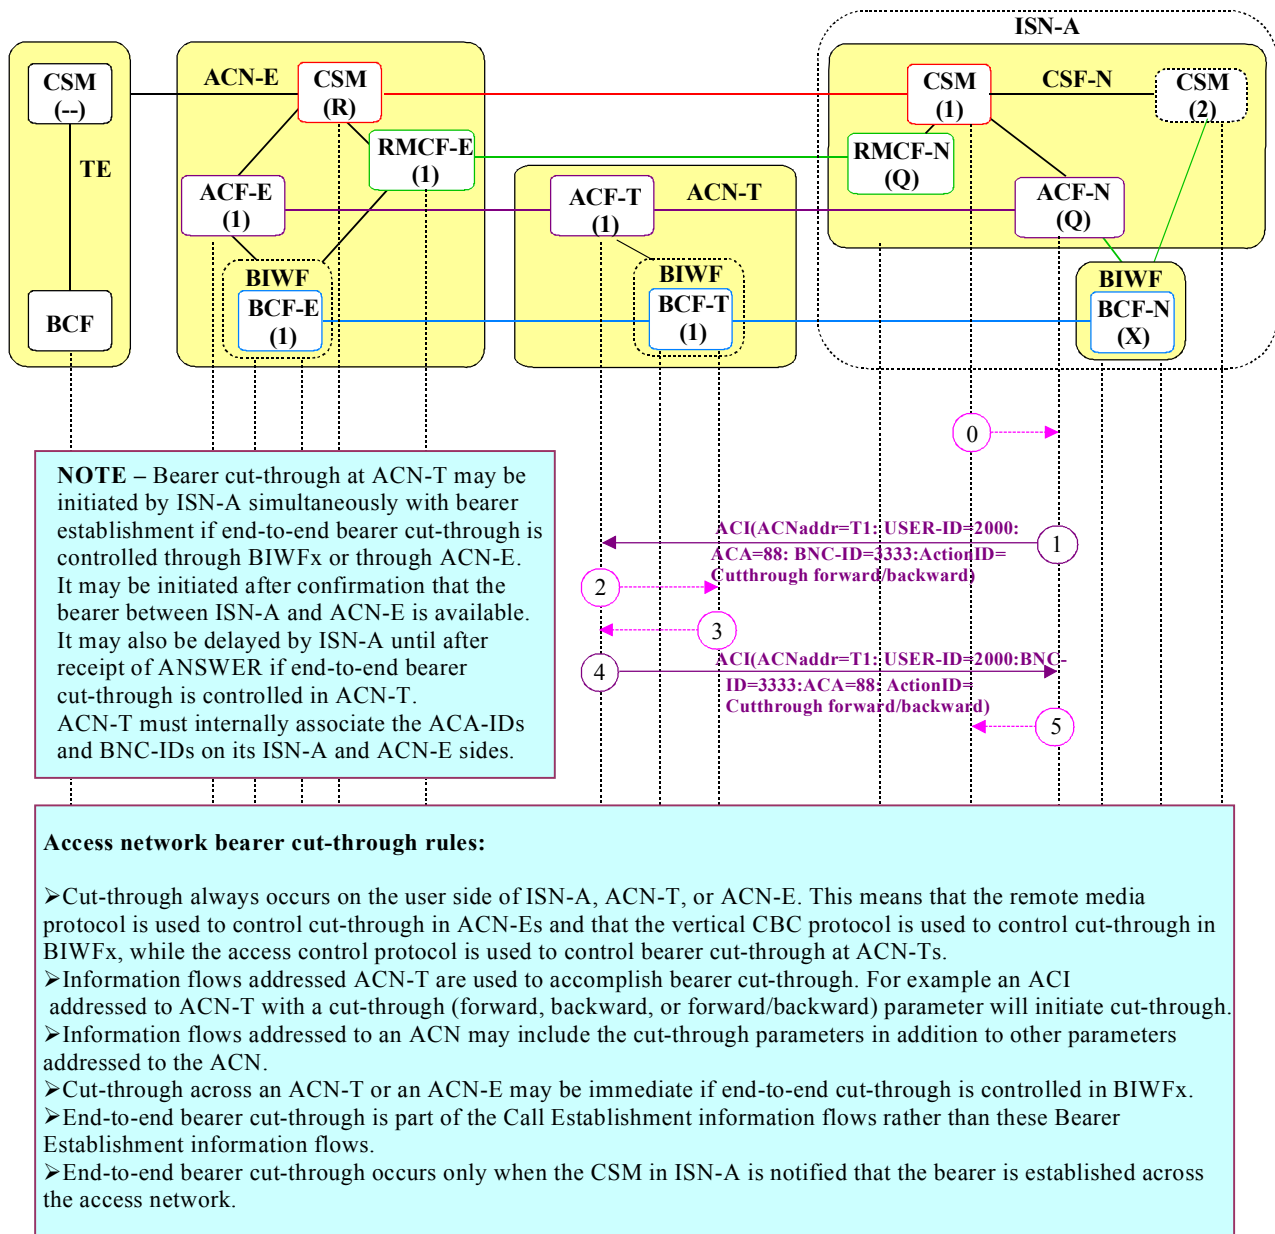 ISN-A
CSM
(--)
TE
BCF
ACN-E
CSM
(R)
RMCF-E
(1)
ACF-E
(1)
BIWF
BCF-E
(1)
ACF-T
(1)
ACN-T
BIWF
BCF-T
(1)
CSM
(1)
CSF-N
CSM
(2)
RMCF-N
(Q)
ACF-N
(Q)
BIWF
BCF-N
(X)
0
NOTE – Bearer cut-through at ACN-T may be
initiated by ISN-A simultaneously with bearer
establishment if end-to-end bearer cut-through is
controlled through BIWFx or through ACN-E.
It may be initiated after confirmation that the
bearer between ISN-A and ACN-E is available.
It may also be delayed by ISN-A until after
receipt of ANSWER if end-to-end bearer
cut-through is controlled in ACN-T.
ACN-T must internally associate the ACA-IDs
and BNC-IDs on its ISN-A and ACN-E sides.
ACI(ACNaddr=T1: USER-ID=2000:
ACA=88: BNC-ID=3333:ActionID=
Cutthrough forward/backward)
1
2
3
4
ACI(ACNaddr=T1: USER-ID=2000:BNC-
ID=3333:ACA=88: ActionID=
Cutthrough forward/backward)
5
Access network bearer cut-through rules:
➢Cut-through always occurs on the user side of ISN-A, ACN-T, or ACN-E. This means that the remote media
protocol is used to control cut-through in ACN-Es and that the vertical CBC protocol is used to control cut-through in
BIWFx, while the access control protocol is used to control bearer cut-through at ACN-Ts.
➢Information flows addressed ACN-T are used to accomplish bearer cut-through. For example an ACI
addressed to ACN-T with a cut-through (forward, backward, or forward/backward) parameter will initiate cut-through.
➢Information flows addressed to an ACN may include the cut-through parameters in addition to other parameters
addressed to the ACN.
➢Cut-through across an ACN-T or an ACN-E may be immediate if end-to-end cut-through is controlled in BIWFx.
➢End-to-end bearer cut-through is part of the Call Establishment information flows rather than these Bearer
Establishment information flows.
➢End-to-end bearer cut-through occurs only when the CSM in ISN-A is notified that the bearer is established across
the access network.